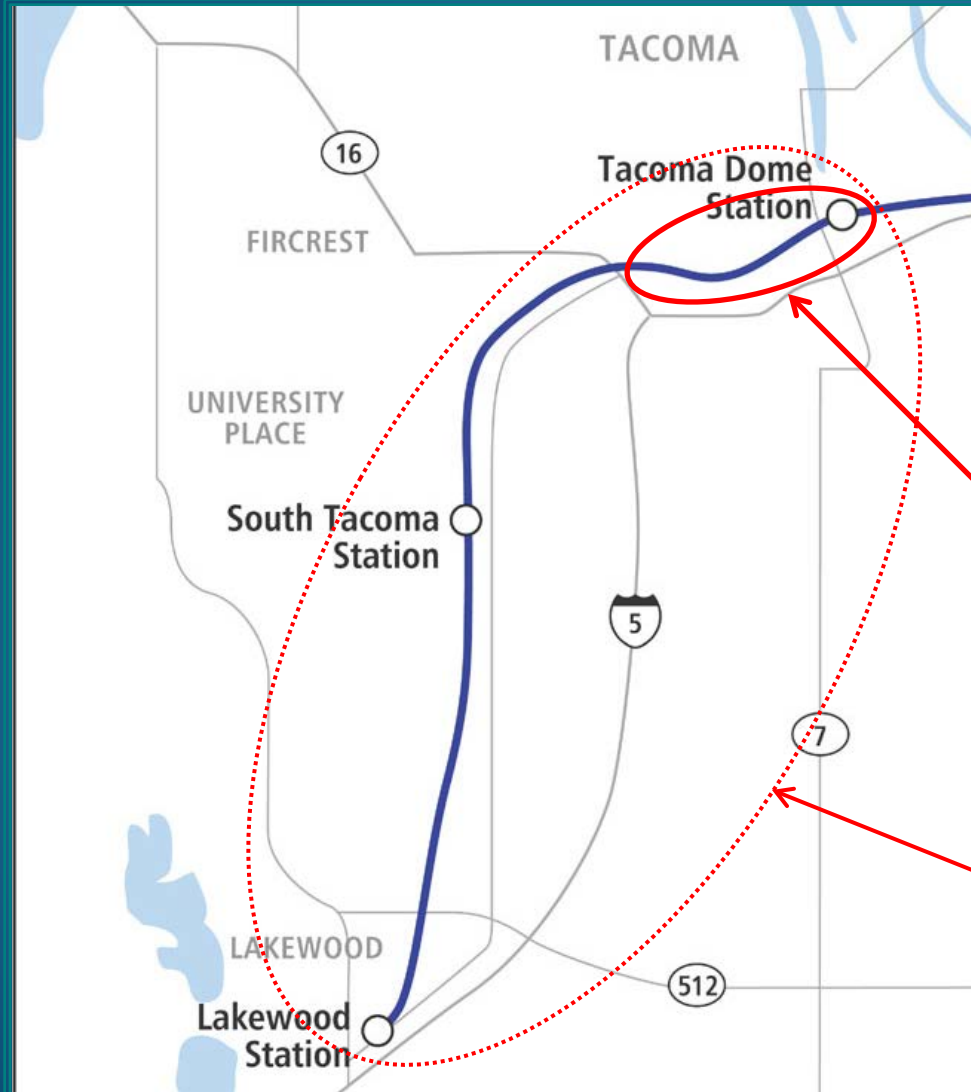 TACOMA
16
Tacoma Dome
Station
FIRCREST
UNIVERSITY
PLACE
South Tacoma
Station
5
7
LAKEWOOD
512
Lakewood
Station